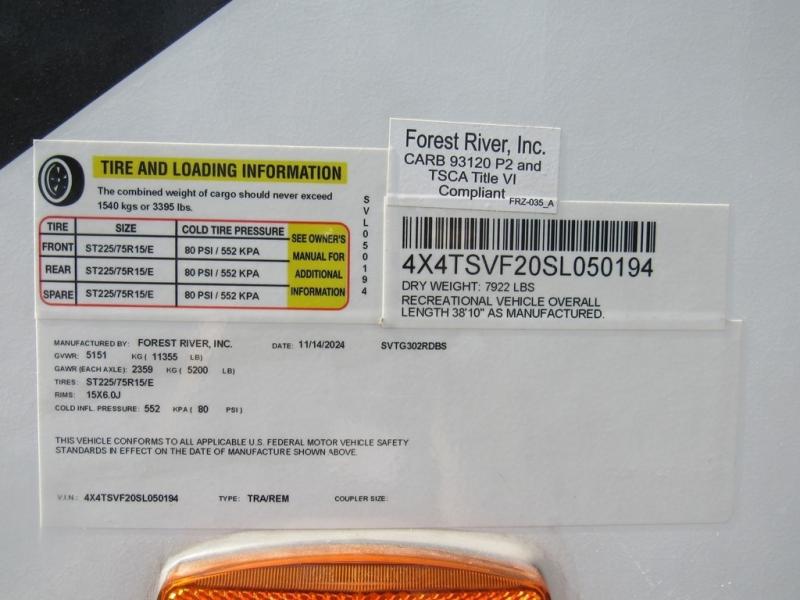 TIRE AND LOADING INFORMATION
The combined weight of cargo should never exceed
1540 kgs or 3395 lbs.
TIRE SIZE COLD TIRE PRESSURE
FRONT ST225/75R15/E 80 PSI / 552 KPA
REAR ST225/75R15/E 80 PSI / 552 KPA
SPARE ST225/75R15/E 80 PSI / 552 KPA
SEE OWNER'S
MANUAL FOR
ADDITIONAL
INFORMATION
SVL050194
Forest River, Inc.
CARB 93120 P2 and
TSCA Title VI
Compliant
FRZ-035_A
4X4TSVF20SL050194
DRY WEIGHT: 7922 LBS
RECREATIONAL VEHICLE OVERALL
LENGTH 38'10" AS MANUFACTURED.
MANUFACTURED BY: FOREST RIVER, INC. DATE: 11/14/2024 SVTG302RDBS
GVWR: 5151 KG ( 11355 LB)
GAWR (EACH AXLE): 2359 KG ( 5200 LB)
TIRES: ST225/75R15/E
RIMS: 15X6.0J
COLD INFL. PRESSURE: 552 KPA ( 80 PSI )
THIS VEHICLE CONFORMS TO ALL APPLICABLE U.S. FEDERAL MOTOR VEHICLE SAFETY
STANDARDS IN EFFECT ON THE DATE OF MANUFACTURE SHOWN ABOVE.
V.I.N.: 4X4TSVF20SL050194 TYPE: TRA/REM COUPLER SIZE: